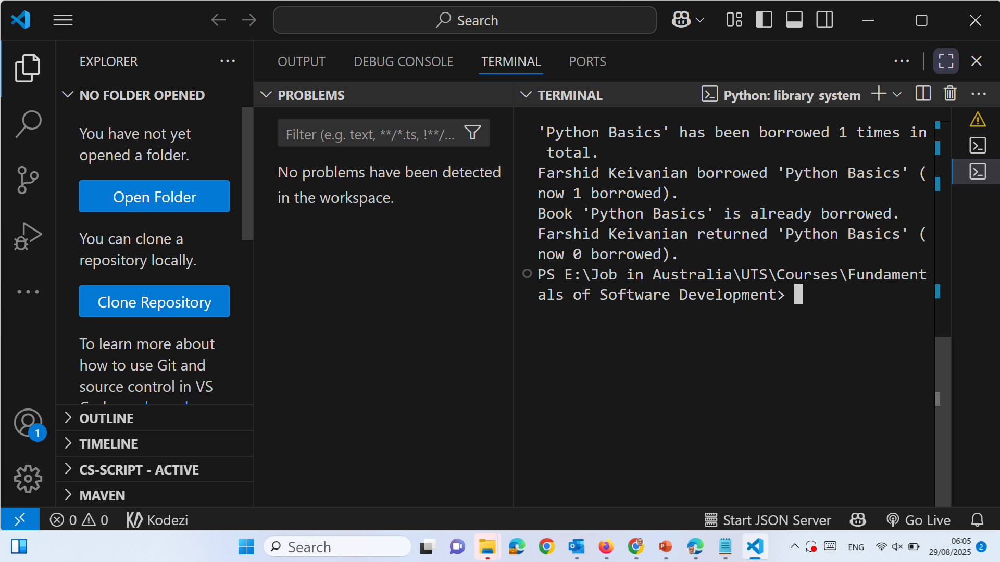 Search
EXPLORER
NO FOLDER OPENED
You have not yet
opened a folder.
Open Folder
You can clone a
repository locally.
Clone Repository
To learn more about
how to use Git and
source control in VS
OUTLINE
TIMELINE
CS-SCRIPT - ACTIVE
MAVEN
1
OUTPUT
DEBUG CONSOLE
TERMINAL
PORTS
PROBLEMS
Filter (e.g. text, **/*.ts, !**/...
No problems have been detected
in the workspace.
TERMINAL
Python: library_system
'Python Basics' has been borrowed 1 times in
total.
Farshid Keivanian borrowed 'Python Basics' (
now 1 borrowed).
Book 'Python Basics' is already borrowed.
Farshid Keivanian returned 'Python Basics' (
now 0 borrowed).
PS E:\Job in Australia\UTS\Courses\Fundament
als of Software Development>
0 0 Kodezi
Start JSON Server
Go Live
Search
ENG
06:05
29/08/2025
2